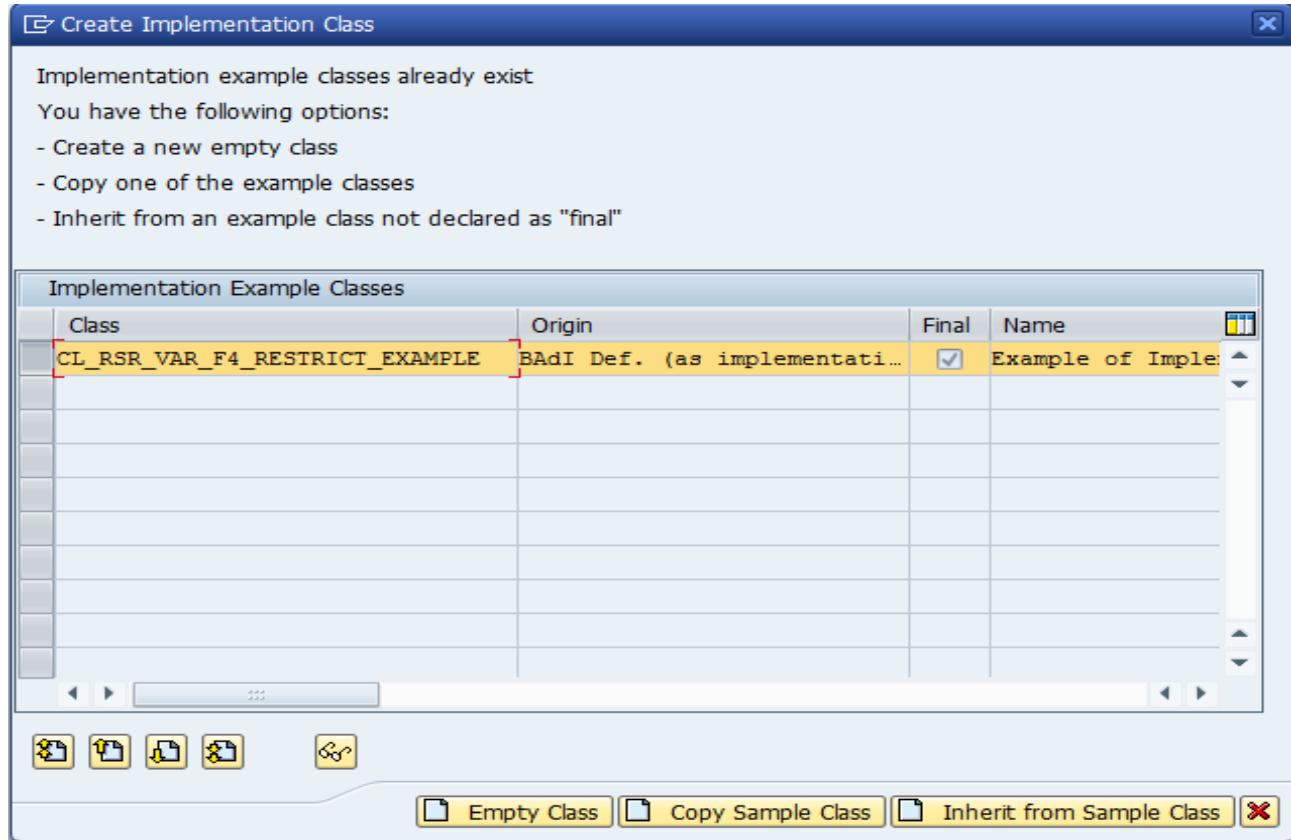 Create Implementation Class
Implementation example classes already exist
You have the following options:
- Create a new empty class
- Copy one of the example classes
- Inherit from an example class not declared as "final"
Implementation Example Classes
Class Origin Final Name
CL_RSR_VAR_F4_RESTRICT_EXAMPLE BAdI Def. (as implementati... Example of Imple
Empty Class Copy Sample Class Inherit from Sample Class